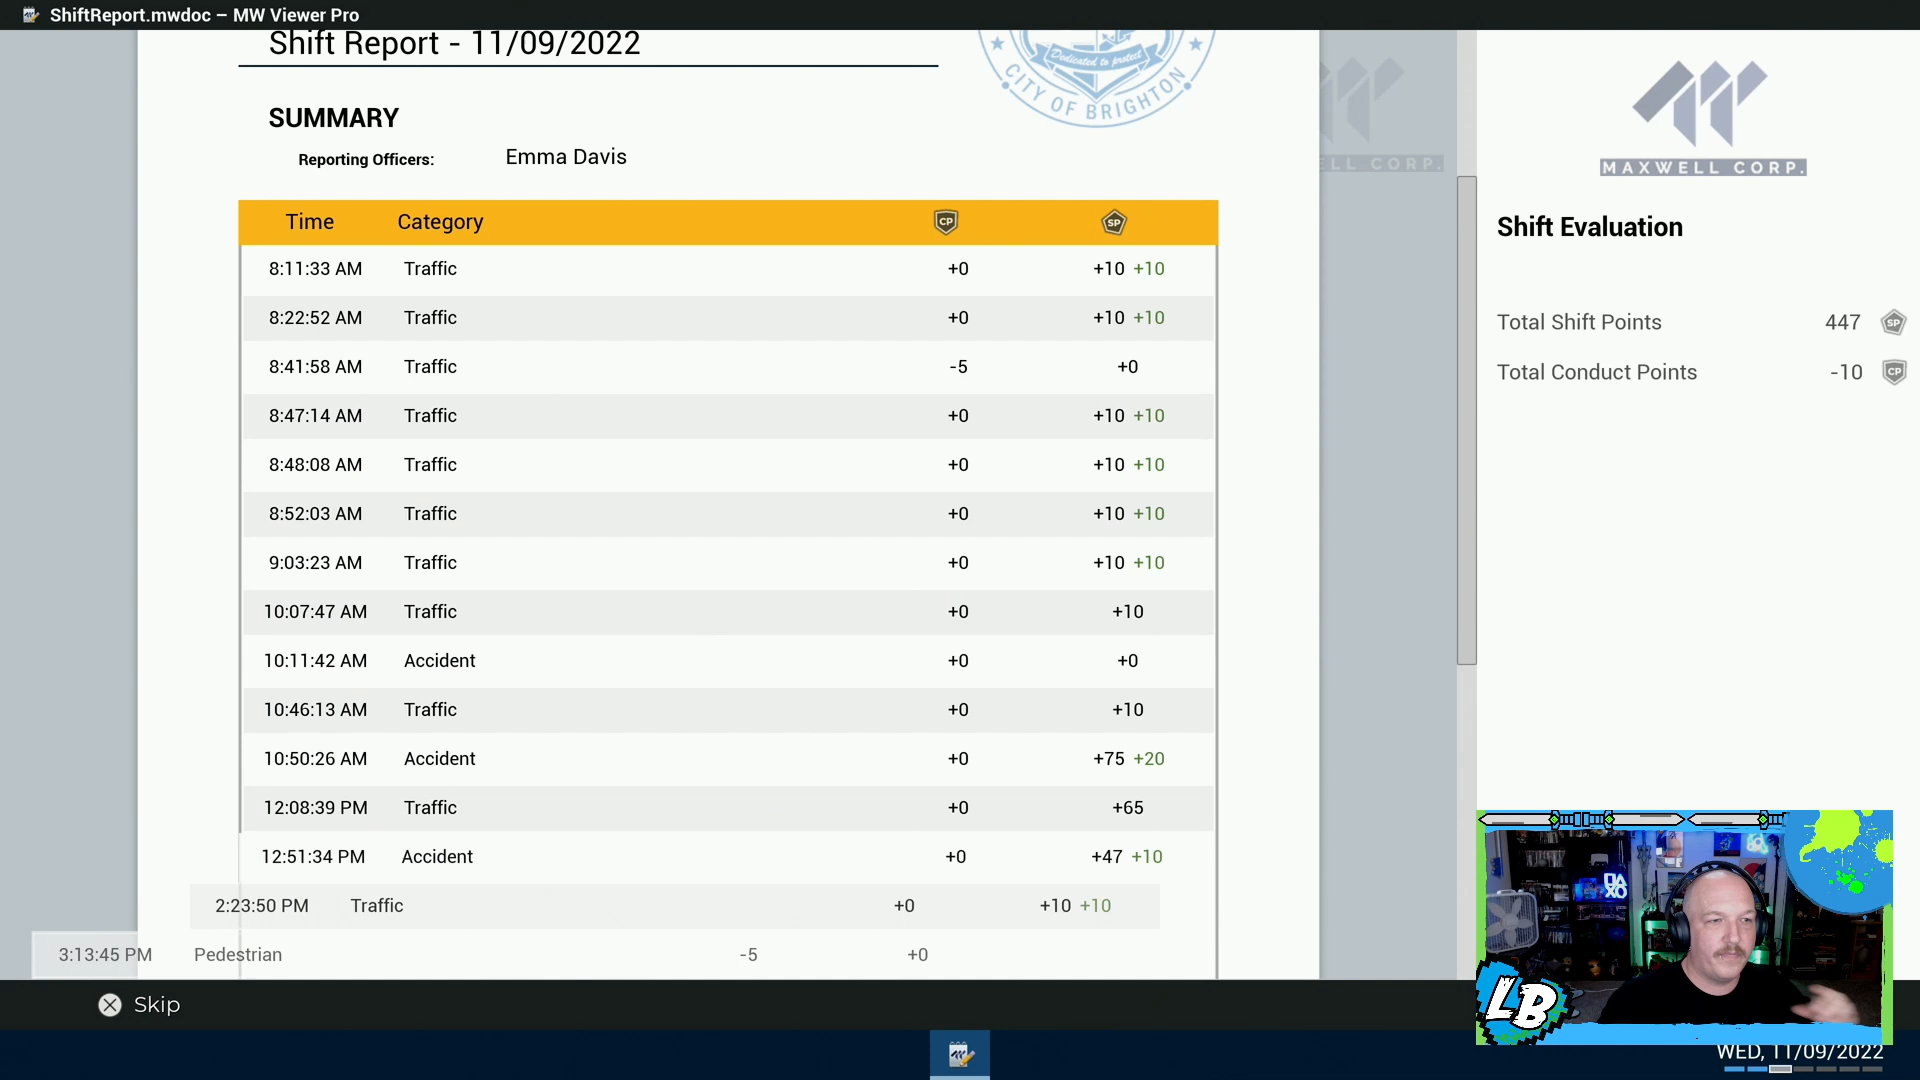 ShiftReport.mwdoc – MW Viewer Pro
Shift Report - 11/09/2022
Dedicated to protect
CITY OF BRIGHTON
SUMMARY
Reporting Officers: Emma Davis
Time Category CP SP
8:11:33 AM Traffic +0 +10 +10
8:22:52 AM Traffic +0 +10 +10
8:41:58 AM Traffic -5 +0
8:47:14 AM Traffic +0 +10 +10
8:48:08 AM Traffic +0 +10 +10
8:52:03 AM Traffic +0 +10 +10
9:03:23 AM Traffic +0 +10 +10
10:07:47 AM Traffic +0 +10
10:11:42 AM Accident +0 +0
10:46:13 AM Traffic +0 +10
10:50:26 AM Accident +0 +75 +20
12:08:39 PM Traffic +0 +65
12:51:34 PM Accident +0 +47 +10
2:23:50 PM Traffic +0 +10 +10
3:13:45 PM Pedestrian -5 +0
LL CORP.
MAXWELL CORP.
Shift Evaluation
Total Shift Points 447 SP
Total Conduct Points -10 CP
LB
Skip
WED, 11/09/2022